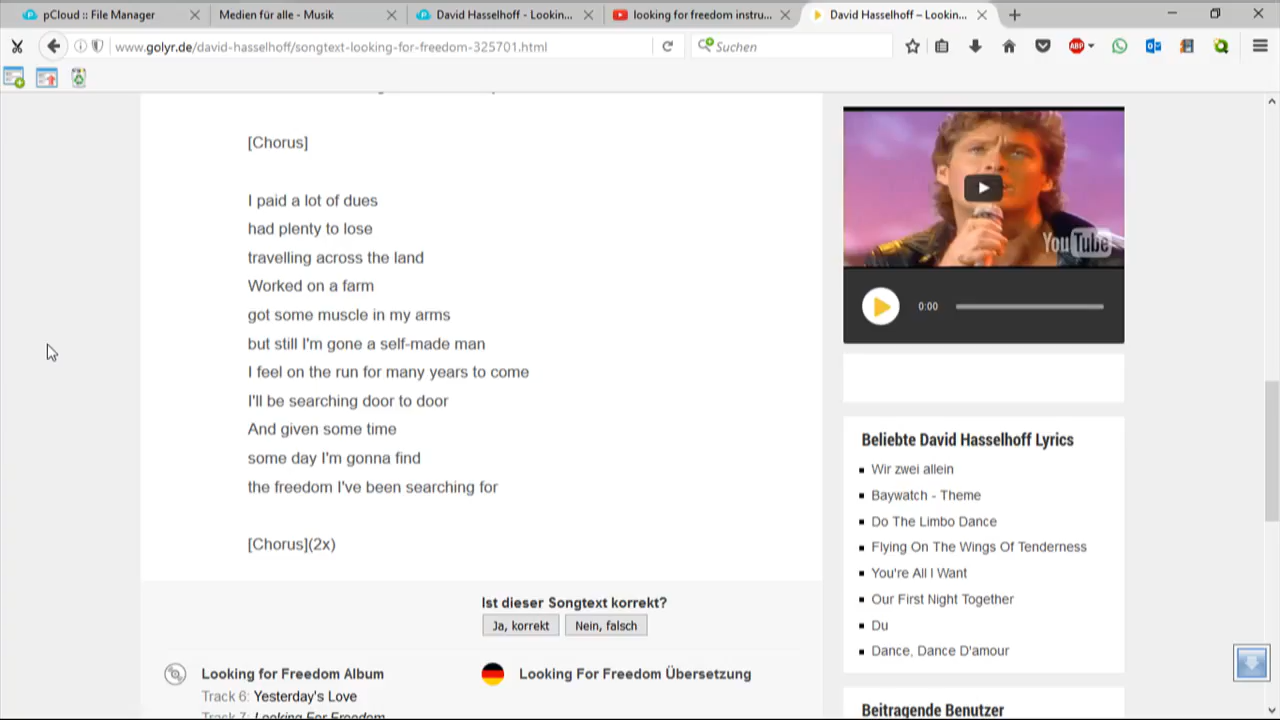 pCloud :: File Manager
Medien für alle - Musik
David Hasselhoff - Lookin...
looking for freedom instru...
David Hasselhoff – Lookin...
www.golyr.de/david-hasselhoff/songtext-looking-for-freedom-325701.html
Suchen
ABP
[Chorus]
I paid a lot of dues
had plenty to lose
travelling across the land
Worked on a farm
got some muscle in my arms
but still I'm gone a self-made man
I feel on the run for many years to come
I'll be searching door to door
And given some time
some day I'm gonna find
the freedom I've been searching for
[Chorus](2x)
Ist dieser Songtext korrekt?
Ja, korrekt
Nein, falsch
Looking for Freedom Album
Track 6: Yesterday's Love
Track 7: Looking For Freedom
Looking For Freedom Übersetzung
YouTube
0:00
Beliebte David Hasselhoff Lyrics
Wir zwei allein
Baywatch - Theme
Do The Limbo Dance
Flying On The Wings Of Tenderness
You're All I Want
Our First Night Together
Du
Dance, Dance D'amour
Beitragende Benutzer